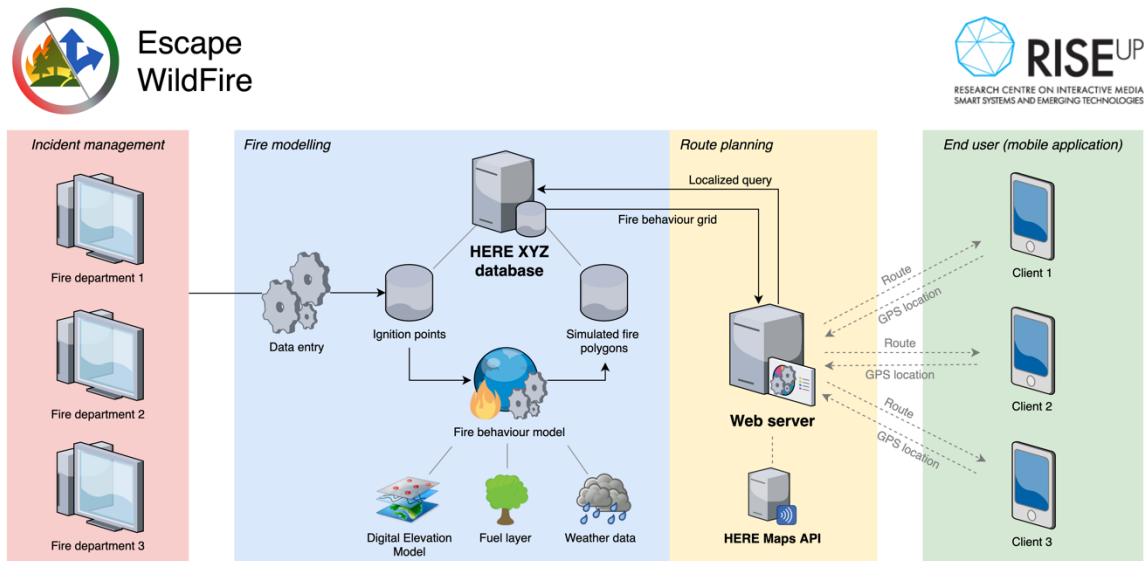 Escape
WildFire
RISE UP
RESEARCH CENTRE ON INTERACTIVE MEDIA
SMART SYSTEMS AND EMERGING TECHNOLOGIES
Incident management
Fire department 1
Fire department 2
Fire department 3
Fire modelling
HERE XYZ
database
Data entry
Ignition points
Simulated fire
polygons
Fire behaviour model
Digital Elevation
Model
Fuel layer
Weather data
Route planning
Localized query
Fire behaviour grid
Web server
HERE Maps API
Route
GPS location
Route
GPS location
Route
GPS location
End user (mobile application)
Client 1
Client 2
Client 3